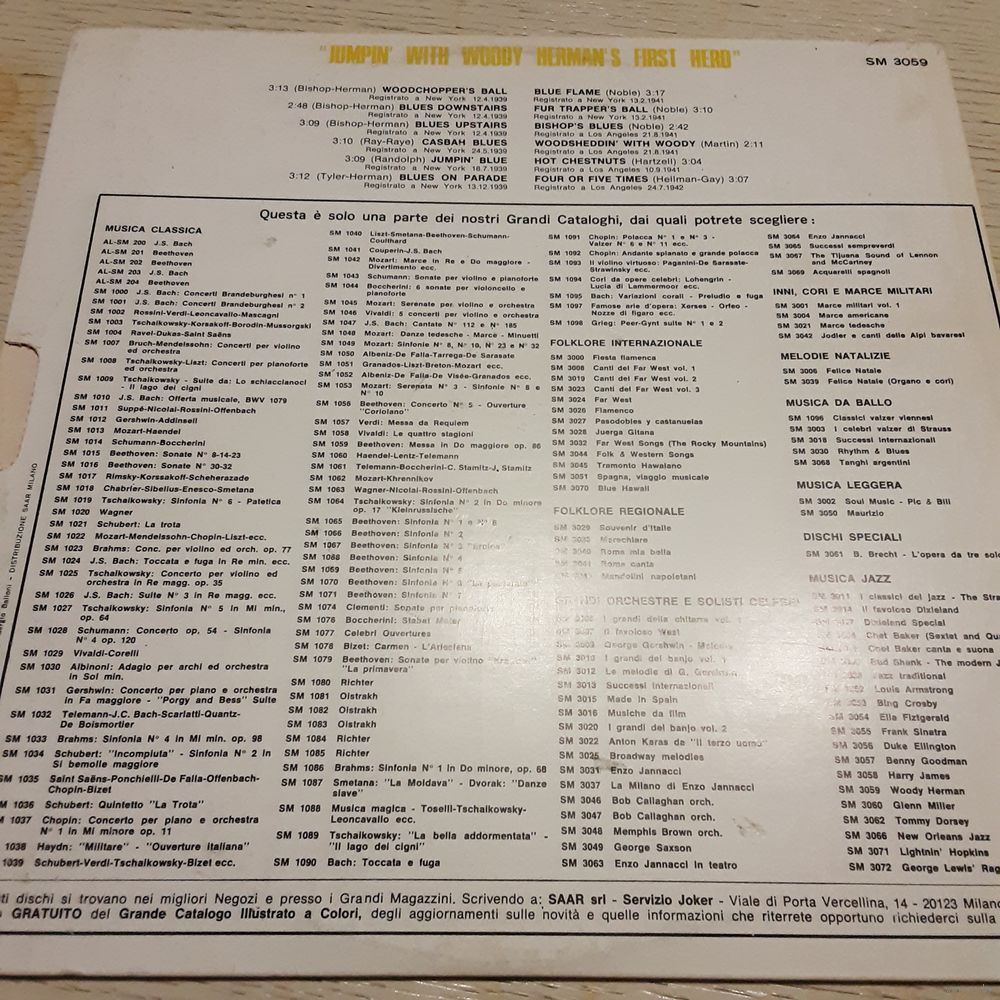 "JUMPIN' WITH WOODY HERMAN'S FIRST HERD"
SM 3059
3:13 (Bishop-Herman) WOODCHOPPER'S BALL
Registrato a New York 12.4.1939
2:48 (Bishop-Herman) BLUES DOWNSTAIRS
Registrato a New York 12.4.1939
3:09 (Bishop-Herman) BLUES UPSTAIRS
Registrato a New York 12.4.1939
3:10 (Ray-Raye) CASBAH BLUES
Registrato a New York 24.5.1939
3:09 (Randolph) JUMPIN' BLUE
Registrato a New York 18.7.1939
3:12 (Tyler-Herman) BLUES ON PARADE
Registrato a New York 13.12.1939
BLUE FLAME (Noble) 3:17
Registrato a New York 13.2.1941
FUR TRAPPER'S BALL (Noble) 3:10
Registrato a New York 13.2.1941
BISHOP'S BLUES (Noble) 2:42
Registrato a Los Angeles 21.8.1941
WOODSHEDDIN' WITH WOODY (Martin) 2:11
Registrato a Los Angeles 21.8.1941
HOT CHESTNUTS (Hartzell) 3:04
Registrato a Los Angeles 10.9.1941
FOUR OR FIVE TIMES (Hellman-Gay) 3:07
Registrato a Los Angeles 24.7.1942
Questa è solo una parte dei nostri Grandi Cataloghi, dai quali potrete scegliere:
MUSICA CLASSICA
AL-SM 200 J.S. Bach
AL-SM 201 Beethoven
AL-SM 202 Beethoven
AL-SM 203 J.S. Bach
AL-SM 204 Beethoven
SM 1000 J.S. Bach: Concerti Brandeburghesi n° 1
SM 1001 J.S. Bach: Concerti Brandeburghesi n° 2
SM 1002 Rossini-Verdi-Leoncavallo-Mascagni
SM 1003 Tschaikowsky-Korsakoff-Borodin-Mussorgski
SM 1004 Ravel-Dukas-Saint Saëns
SM 1007 Bruch-Mendelssohn: Concerti per violino
ed orchestra
SM 1008 Tschaikowsky-Liszt: Concerti per pianoforte
ed orchestra
SM 1009 Tschaikowsky - Suite da: Lo schiaccianoci
- Il lago dei cigni
SM 1010 J.S. Bach: Offerta musicale, BWV 1079
SM 1011 Suppé-Nicolai-Rossini-Offenbach
SM 1012 Gershwin-Addinsell
SM 1013 Mozart-Haendel
SM 1014 Schumann-Boccherini
SM 1015 Beethoven: Sonate N° 8-14-23
SM 1016 Beethoven: Sonate N° 30-32
SM 1017 Rimsky-Korssakoff-Scheherazade
SM 1018 Chabrier-Sibelius-Enesco-Smetana
SM 1019 Tschaikowsky: Sinfonia N° 6 - Patetica
SM 1020 Wagner
SM 1021 Schubert: La trota
SM 1022 Mozart-Mendelssohn-Chopin-Liszt-ecc.
SM 1023 Brahms: Conc. per violino ed orch. op. 77
SM 1024 J.S. Bach: Toccata e fuga in Re min. ecc.
SM 1025 Tschaikowsky: Concerto per violino ed
orchestra in Re magg. op. 35
SM 1026 J.S. Bach: Suite N° 3 in Re magg. ecc.
SM 1027 Tschaikowsky: Sinfonia N° 5 in Mi min.,
op. 64
SM 1028 Schumann: Concerto op. 54 - Sinfonia
N° 4 op. 120
SM 1029 Vivaldi-Corelli
SM 1030 Albinoni: Adagio per archi ed orchestra
in Sol min.
SM 1031 Gershwin: Concerto per piano e orchestra
in Fa maggiore - "Porgy and Bess" Suite
SM 1032 Telemann-J.C. Bach-Scarlatti-Quantz-
De Boismortier
SM 1033 Brahms: Sinfonia N° 4 in Mi min. op. 98
SM 1034 Schubert: "Incompiuta" - Sinfonia N° 2 in
Si bemolle maggiore
SM 1035 Saint Saëns-Ponchielli-De Falla-Offenbach-
Chopin-Bizet
M 1036 Schubert: Quintetto "La Trota"
1037 Chopin: Concerto per piano e orchestra
N° 1 in Mi minore op. 11
1038 Haydn: "Militare" - "Ouverture italiana"
1039 Schubert-Verdi-Tschaikowsky-Bizet ecc.
SM 1040 Liszt-Smetana-Beethoven-Schumann-
Coulthard
SM 1041 Couperin-J.S. Bach
SM 1042 Mozart: Marce in Re e Do maggiore -
Divertimento ecc.
SM 1043 Schumann: Sonate per violino e pianoforte
SM 1044 Boccherini: 6 sonate per violoncello e
pianoforte
SM 1045 Mozart: Serenate per violino e orchestra
SM 1046 Vivaldi: 5 concerti per violino e orchestra
SM 1047 J.S. Bach: Cantate N° 112 e N° 185
SM 1048 Mozart: Danze tedesche - Marce - Minuetti
SM 1049 Mozart: Sinfonie N° 8, N° 10, N° 23 e N° 32
SM 1050 Albeniz-De Falla-Tarrega-De Sarasate
SM 1051 Granados-Liszt-Breton-Mozart ecc.
SM 1052 Albeniz-De Falla-De Visée-Granados ecc.
SM 1053 Mozart: Serenata N° 3 - Sinfonie N° 8 e
N° 10
SM 1056 Beethoven: Concerto N° 5 - Ouverture
"Coriolano"
SM 1057 Verdi: Messa da Requiem
SM 1058 Vivaldi: Le quattro stagioni
SM 1059 Beethoven: Messa in Do maggiore op. 86
SM 1060 Haendel-Lentz-Telemann
SM 1061 Telemann-Boccherini-C. Stamitz-J. Stamitz
SM 1062 Mozart-Khrennikov
SM 1063 Wagner-Nicolai-Rossini-Offenbach
SM 1064 Tschaikowsky: Sinfonia N° 2 in Do minore
op. 17 "Kleinrussische"
SM 1065 Beethoven: Sinfonia N° 1 e N° 8
SM 1066 Beethoven: Sinfonia N° 2
SM 1067 Beethoven: Sinfonia N° 3 "Eroica"
SM 1068 Beethoven: Sinfonia N° 4
SM 1069 Beethoven: Sinfonia N° 5
SM 1070 Beethoven: Sinfonia N° 6 "La pastorale"
SM 1071 Beethoven: Sinfonia N° 7
SM 1074 Clementi: Sonate per pianoforte
SM 1076 Boccherini: Stabat Mater
SM 1077 Celebri Ouvertures
SM 1078 Bizet: Carmen - L'Arlesiana
SM 1079 Beethoven: Sonate per violino "Kreutzer"
"La primavera"
SM 1080 Richter
SM 1081 Oistrakh
SM 1082 Oistrakh
SM 1083 Oistrakh
SM 1084 Richter
SM 1085 Richter
SM 1086 Brahms: Sinfonia N° 1 in Do minore, op. 68
SM 1087 Smetana: "La Moldava" - Dvorak: "Danze
slave"
SM 1088 Musica magica - Toselli-Tschaikowsky-
Leoncavallo ecc.
SM 1089 Tschaikowsky: "La bella addormentata" -
"Il lago dei cigni"
SM 1090 Bach: Toccata e fuga
SM 1091 Chopin: Polacca N° 1 e N° 3 -
Valzer N° 6 e N° 11 ecc.
SM 1092 Chopin: Andante spianato e grande polacca
SM 1093 Il violino virtuoso: Paganini-De Sarasate-
Strawinsky ecc.
SM 1094 Cori da opere celebri: Lohengrin -
Lucia di Lammermoor ecc.
SM 1095 Bach: Variazioni corali - Preludio e fuga
SM 1097 Famose arie d'opera: Xerses - Orfeo -
Nozze di figaro ecc.
SM 1098 Grieg: Peer-Gynt suite N° 1 e 2
FOLKLORE INTERNAZIONALE
SM 3000 Fiesta flamenca
SM 3008 Canti del Far West vol. 1
SM 3019 Canti del Far West vol. 2
SM 3023 Canti del Far West vol. 3
SM 3024 Far West
SM 3026 Flamenco
SM 3027 Pasodobles y castanuelas
SM 3028 Juerga Gitana
SM 3032 Far West Songs (The Rocky Mountains)
SM 3044 Folk & Western Songs
SM 3045 Tramonto Hawaiano
SM 3051 Spagna, viaggio musicale
SM 3070 Blue Hawaii
FOLKLORE REGIONALE
SM 3029 Souvenir d'Italie
Marechiare
SM 3040 Roma mia bella
Roma canta
Mandolini napoletani
GRANDI ORCHESTRE E SOLISTI CELEBRI
I grandi della chitarra vol. 1
Il favoloso West
George Gershwin - Melodie
SM 3010 I grandi del banjo vol. 1
SM 3012 Le melodie di G. Gershwin
SM 3013 Successi internazionali
SM 3015 Made in Spain
SM 3016 Musiche da film
SM 3020 I grandi del banjo vol. 2
SM 3022 Anton Karas da "Il terzo uomo"
SM 3025 Broadway melodies
SM 3031 Enzo Jannacci
SM 3037 La Milano di Enzo Jannacci
SM 3046 Bob Callaghan orch.
SM 3047 Bob Callaghan orch.
SM 3048 Memphis Brown orch.
SM 3049 George Saxson
SM 3063 Enzo Jannacci in teatro
SM 3064 Enzo Jannacci
SM 3065 Successi sempreverdi
SM 3067 The Tijuana Sound of Lennon
and McCartney
SM 3069 Acquarelli spagnoli
INNI, CORI E MARCE MILITARI
SM 3001 Marce militari vol. 1
SM 3004 Marce americane
SM 3021 Marce tedesche
SM 3042 Jodler e canti delle Alpi bavaresi
MELODIE NATALIZIE
SM 3006 Felice Natale
SM 3039 Felice Natale (Organo e cori)
MUSICA DA BALLO
SM 1096 Classici valzer viennesi
SM 3003 I celebri valzer di Strauss
SM 3018 Successi internazionali
SM 3030 Rhythm & Blues
SM 3068 Tanghi argentini
MUSICA LEGGERA
SM 3002 Soul Music - Pic & Bill
SM 3050 Maurizio
DISCHI SPECIALI
SM 3061 B. Brecht - L'opera da tre sol
MUSICA JAZZ
SM 3011 I classici del jazz - The Stra
SM 3014 Il favoloso Dixieland
Dixieland Special
Chet Baker (Sextet and Qua
Chet Baker canta e suona
Bud Shank - The modern J
Jazz traditional
Louis Armstrong
SM 3053 Bing Crosby
SM 3054 Ella Fitzgerald
SM 3055 Frank Sinatra
SM 3056 Duke Ellington
SM 3057 Benny Goodman
SM 3058 Harry James
SM 3059 Woody Herman
SM 3060 Glenn Miller
SM 3062 Tommy Dorsey
SM 3066 New Orleans Jazz
SM 3071 Lightnin' Hopkins
SM 3072 George Lewis' Rag
Balloni - DISTRIBUZIONE SAAR MILANO
ti dischi si trovano nei migliori Negozi e presso i Grandi Magazzini. Scrivendo a: SAAR srl - Servizio Joker - Viale di Porta Vercellina, 14 - 20123 Milano
GRATUITO del Grande Catalogo Illustrato a Colori, degli aggiornamenti sulle novità e quelle informazioni che riterrete opportuno richiederci sulla